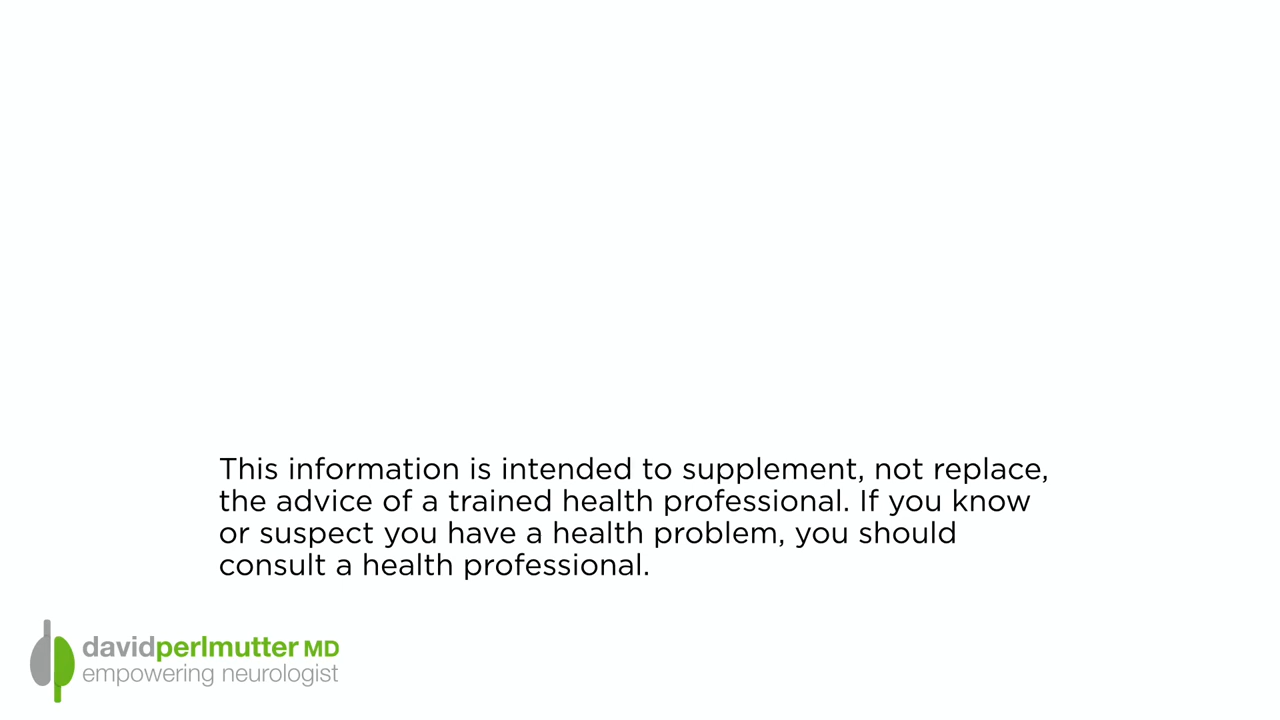 This information is intended to supplement, not replace,
the advice of a trained health professional. If you know
or suspect you have a health problem, you should
consult a health professional.
davidperlmutter MD
empowering neurologist